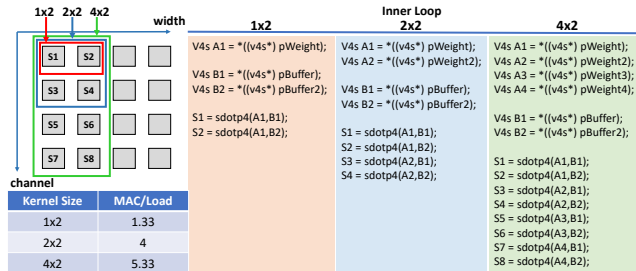 1x2 2x2 4x2
width
S1 S2
S3 S4
S5 S6
S7 S8
channel
Kernel Size MAC/Load
1x2 1.33
2x2 4
4x2 5.33
Inner Loop
1x2
V4s A1 = *((v4s*) pWeight);
V4s B1 = *((v4s*) pBuffer);
V4s B2 = *((v4s*) pBuffer2);
S1 = sdotp4(A1,B1);
S2 = sdotp4(A1,B2);
2x2
V4s A1 = *((v4s*) pWeight);
V4s A2 = *((v4s*) pWeight2);
V4s B1 = *((v4s*) pBuffer);
V4s B2 = *((v4s*) pBuffer2);
S1 = sdotp4(A1,B1);
S2 = sdotp4(A1,B2);
S3 = sdotp4(A2,B1);
S4 = sdotp4(A2,B2);
4x2
V4s A1 = *((v4s*) pWeight);
V4s A2 = *((v4s*) pWeight2);
V4s A3 = *((v4s*) pWeight3);
V4s A4 = *((v4s*) pWeight4);
V4s B1 = *((v4s*) pBuffer);
V4s B2 = *((v4s*) pBuffer2);
S1 = sdotp4(A1,B1);
S2 = sdotp4(A1,B2);
S3 = sdotp4(A2,B1);
S4 = sdotp4(A2,B2);
S5 = sdotp4(A3,B1);
S6 = sdotp4(A3,B2);
S7 = sdotp4(A4,B1);
S8 = sdotp4(A4,B2);